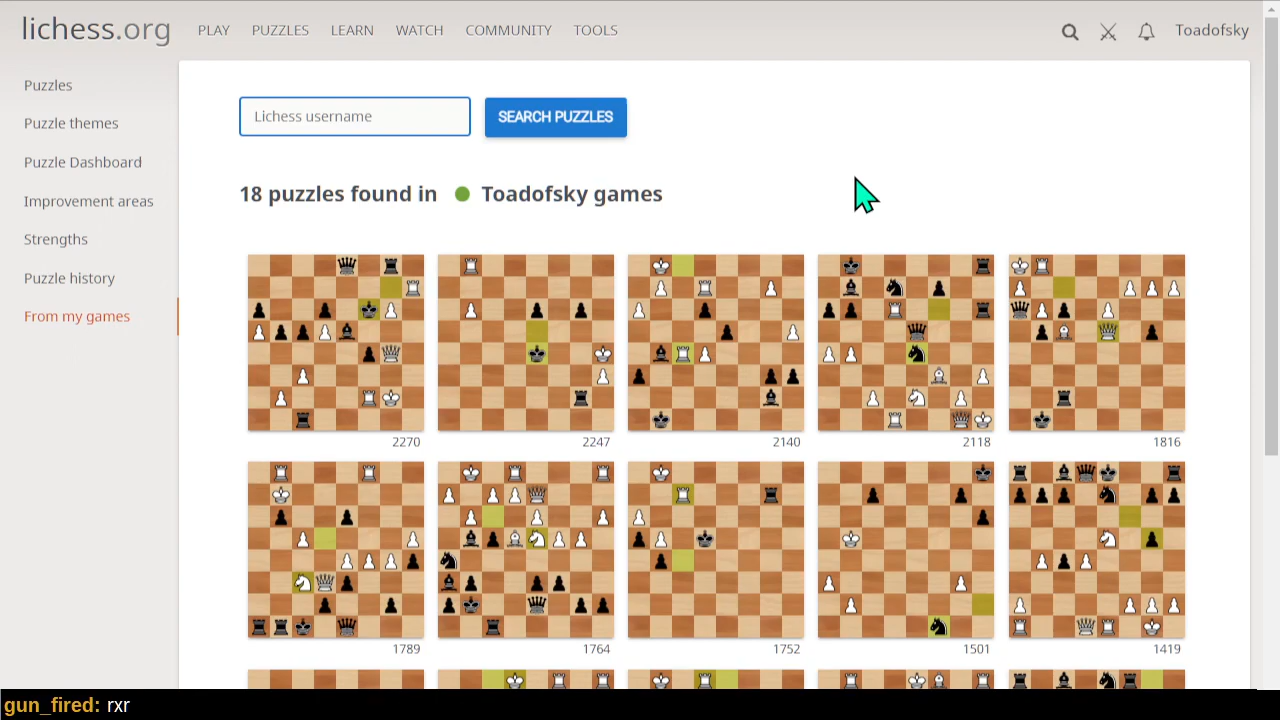 lichess.org PLAY PUZZLES LEARN WATCH COMMUNITY TOOLS Toadofsky
Puzzles
Puzzle themes
Puzzle Dashboard
Improvement areas
Strengths
Puzzle history
From my games
Lichess username SEARCH PUZZLES
18 puzzles found in Toadofsky games
2270 2247 2140 2118 1816
1789 1764 1752 1501 1419
gun_fired: rxr